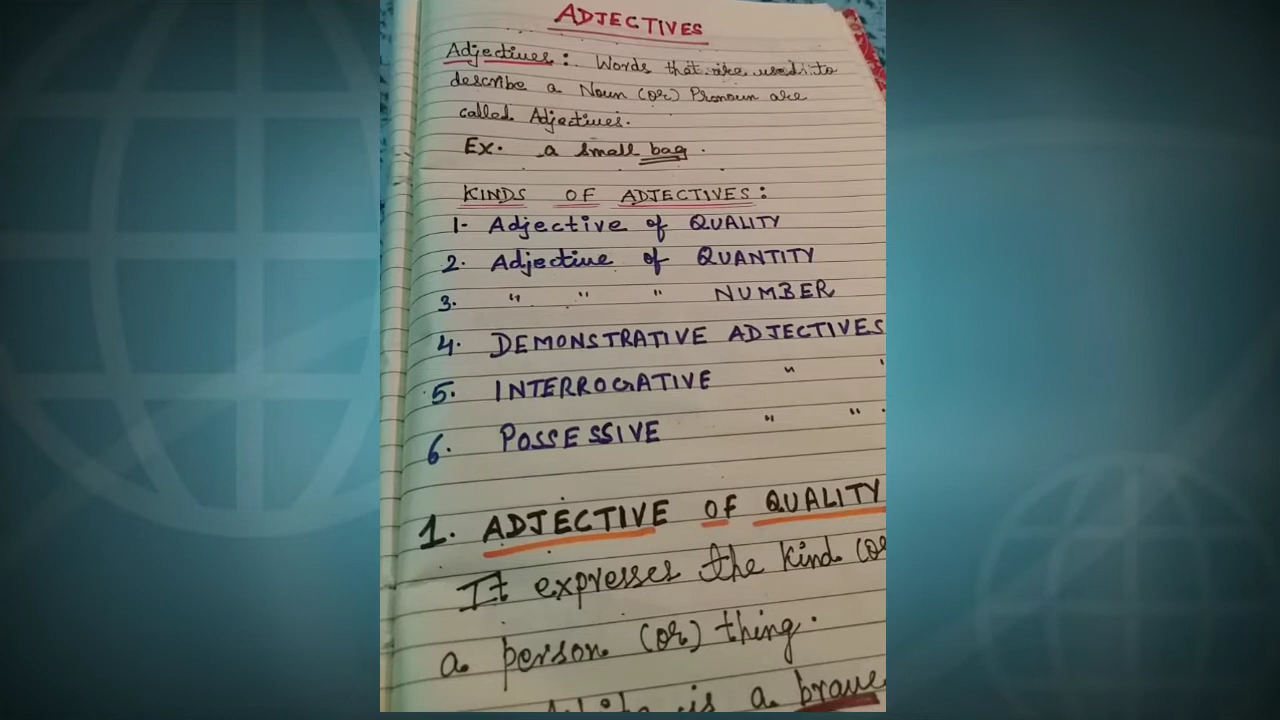 ADJECTIVES
Adjectives: Words that are used to
describe a Noun (or) Pronoun are
called Adjectives.
Ex. a small bag.
KINDS OF ADJECTIVES:
1. Adjective of QUALITY
2. Adjective of QUANTITY
3. " " " NUMBER
4. DEMONSTRATIVE ADJECTIVES
5. INTERROGATIVE " "
6. POSSESSIVE " "
1. ADJECTIVE OF QUALITY
It expresses the kind (or
a person (or) thing.
is a brave